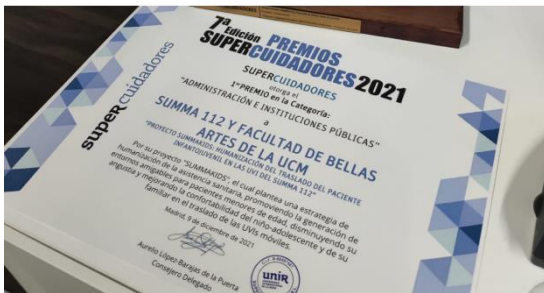 7ª Edición PREMIOS
SUPERCUIDADORES 2021
SUPERCUIDADORES
otorga el
1er PREMIO en la Categoría:
"ADMINISTRACIÓN E INSTITUCIONES PÚBLICAS"
a
SUMMA 112 Y FACULTAD DE BELLAS
ARTES DE LA UCM
"PROYECTO SUMMAKIDS: HUMANIZACIÓN DEL TRASLADO DEL PACIENTE
INFANTOJUVENIL EN LAS UVI DEL SUMMA 112"
Por su proyecto "SUMMAKIDS", el cual plantea una estrategia de
humanización de la asistencia sanitaria, promoviendo la generación de
entornos amigables para pacientes menores de edad, disminuyendo su
angustia y mejorando la confortabilidad del niño-adolescente y de su
familiar en el traslado de las UVIs móviles.
Madrid, 9 de diciembre de 2021
Aurelio López-Barajas de la Puerta
Consejero Delegado
unir
supercuidadores